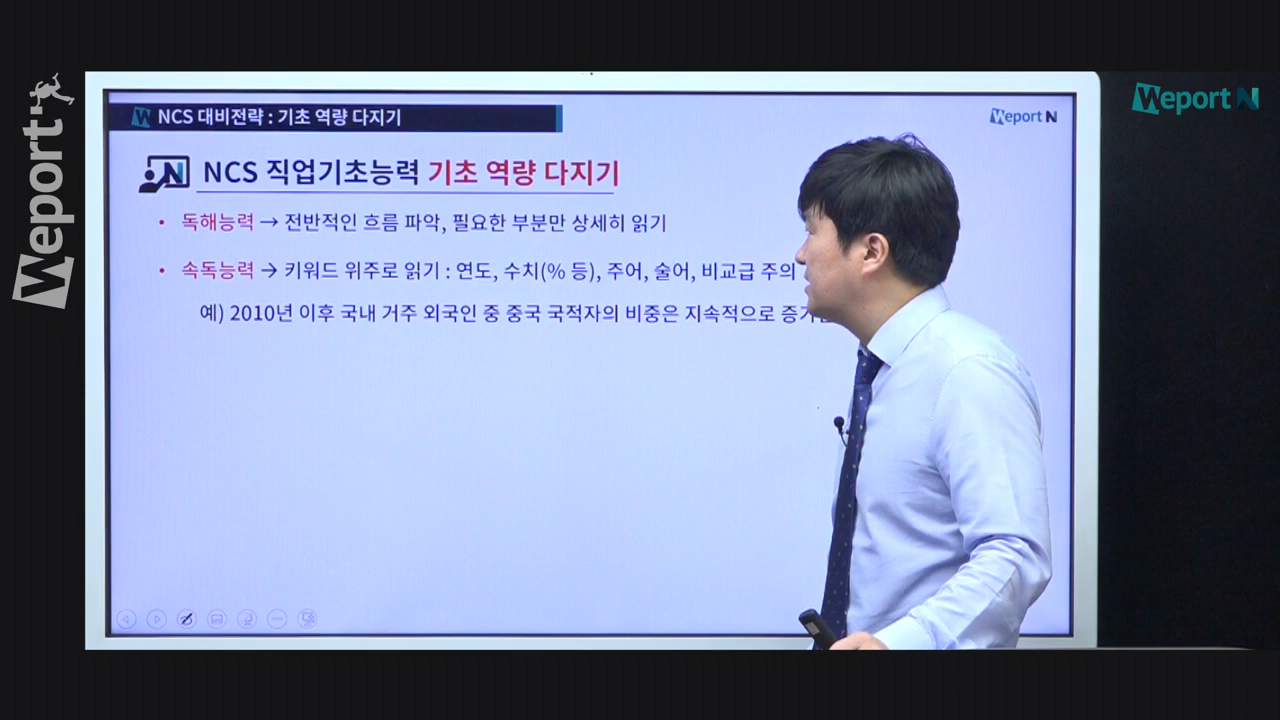 Weport
Weport N
NCS 대비전략 : 기초 역량 다지기
Weport N
NCS 직업기초능력 기초 역량 다지기
• 독해능력 → 전반적인 흐름 파악, 필요한 부분만 상세히 읽기
• 속독능력 → 키워드 위주로 읽기 : 연도, 수치(% 등), 주어, 술어, 비교급 주의
예) 2010년 이후 국내 거주 외국인 중 중국 국적자의 비중은 지속적으로